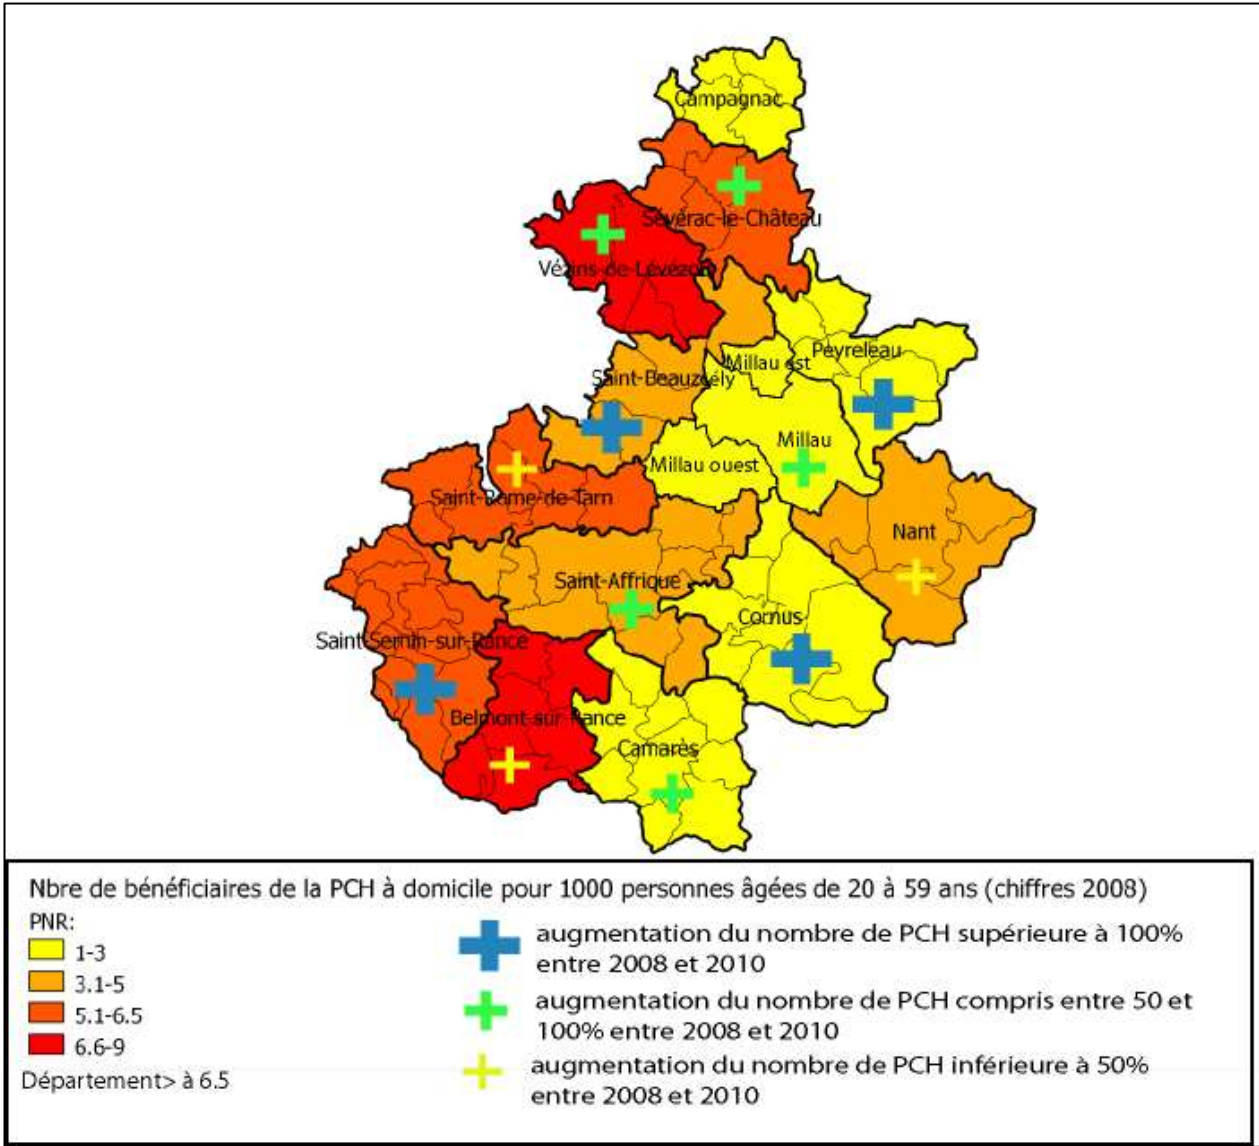 Campagnac
Sévérac-le-Château
Vézins-de-Lévézou
Peyreleau
Millau est
Saint-Beauzély
Millau
Millau ouest
Saint-Rome-de-Tarn
Nant
Saint-Affrique
Cornus
Saint-Sernin-sur-Rance
Belmont-sur-Rance
Camarès
Nbre de bénéficiaires de la PCH à domicile pour 1000 personnes âgées de 20 à 59 ans (chiffres 2008)
PNR:
1-3
3.1-5
5.1-6.5
6.6-9
Département> à 6.5
augmentation du nombre de PCH supérieure à 100%
entre 2008 et 2010
augmentation du nombre de PCH compris entre 50 et
100% entre 2008 et 2010
augmentation du nombre de PCH inférieure à 50%
entre 2008 et 2010